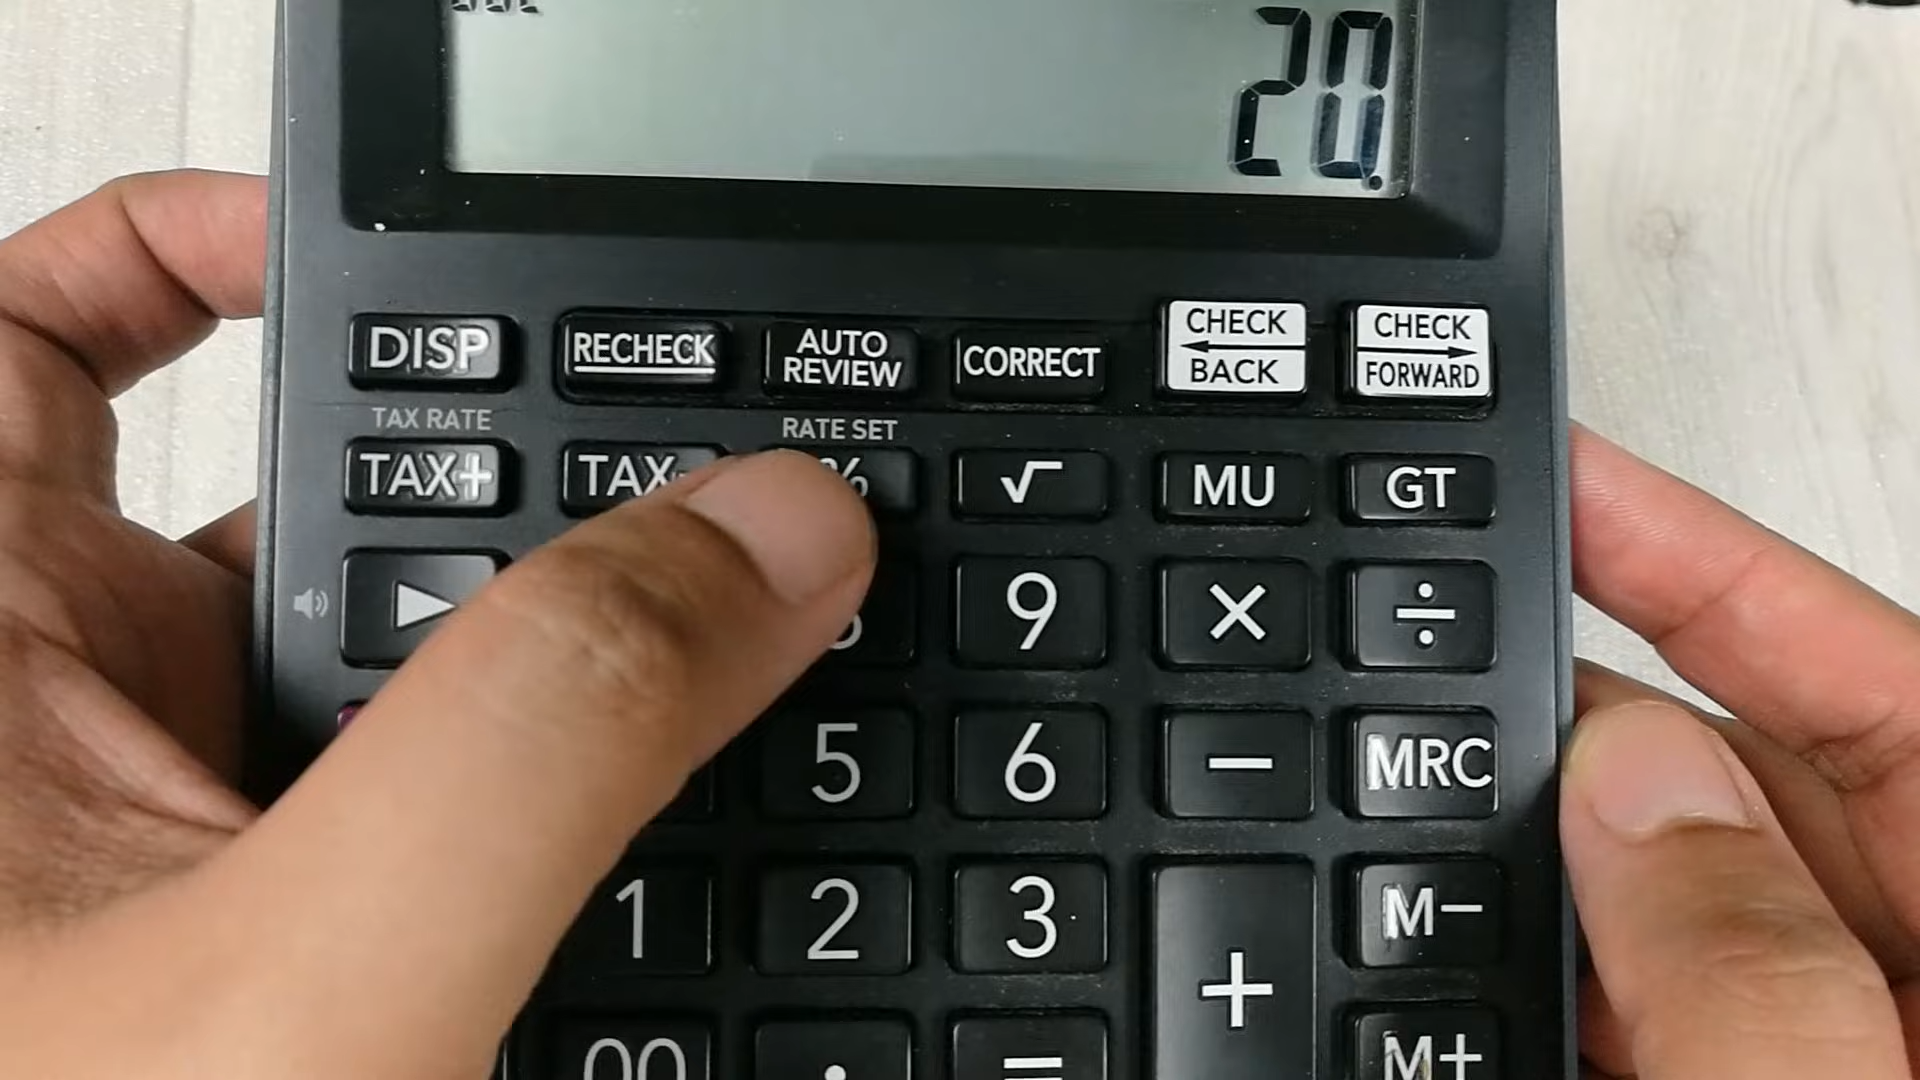 20.
DISP RECHECK AUTO REVIEW CORRECT CHECK BACK CHECK FORWARD
TAX RATE RATE SET
TAX+ TAX- % √ MU GT
9 × ÷
5 6 − MRC
1 2 3 + M−
00 . = M+